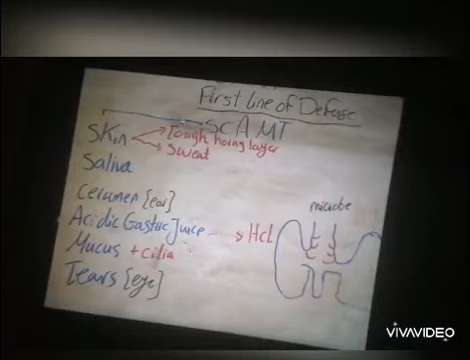 First line of Defense
SCAMT
SKin → Tough horny layer
→ Sweat
Saliva
Cerumen [ear]
microbe
Acidic Gastric Juice → Hcl
Mucus + cilia
Tears [eye]
VIVAVIDEO